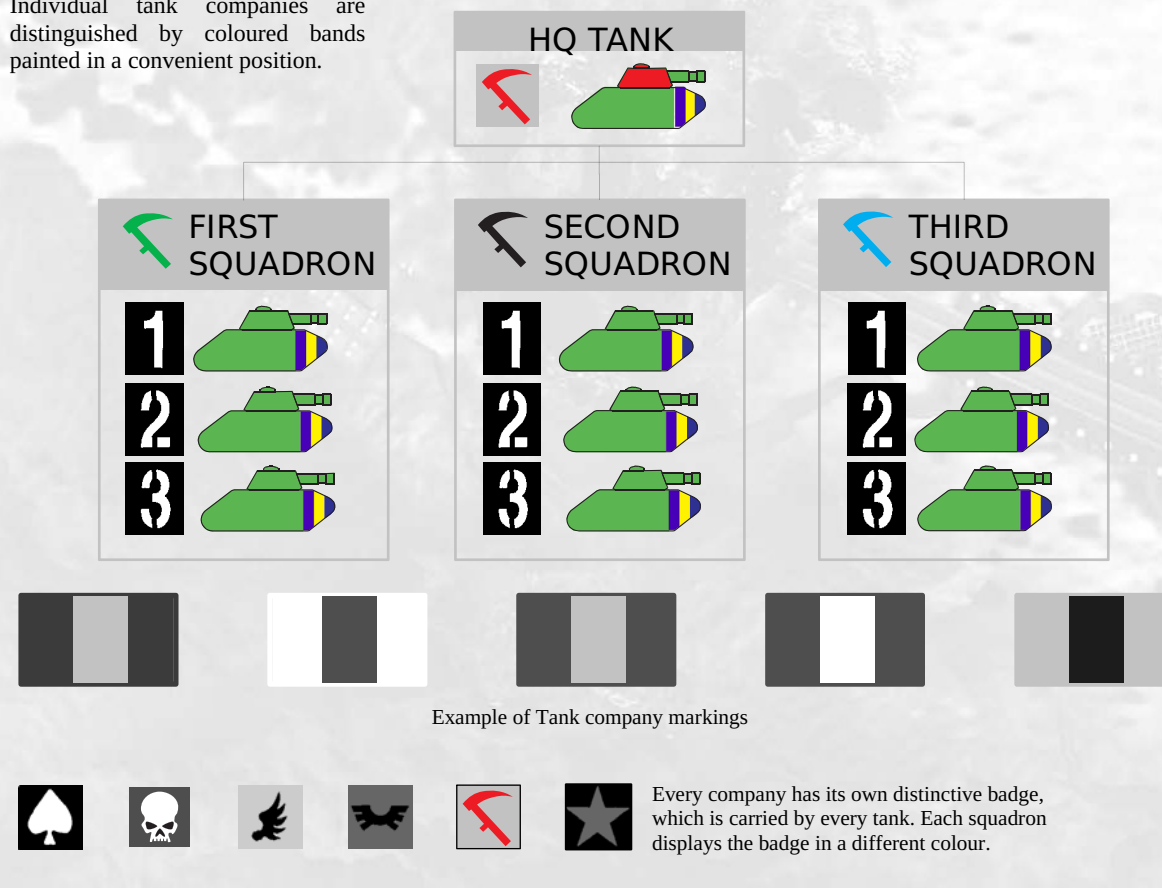 Individual tank companies are
distinguished by coloured bands
painted in a convenient position.
HQ TANK
FIRST
SQUADRON
SECOND
SQUADRON
THIRD
SQUADRON
1
1
1
2
2
2
3
3
3
Example of Tank company markings
Every company has its own distinctive badge,
which is carried by every tank. Each squadron
displays the badge in a different colour.